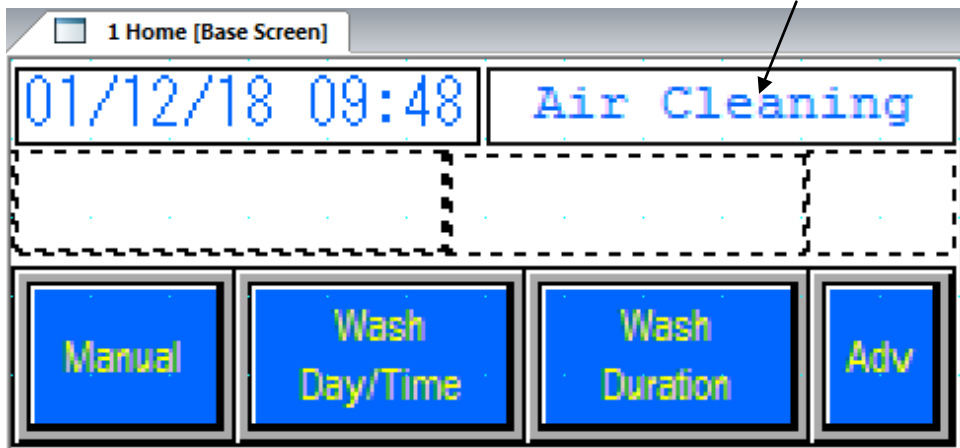 1 Home [Base Screen]
01/12/18 09:48 Air Cleaning
Manual Wash Day/Time Wash Duration Adv